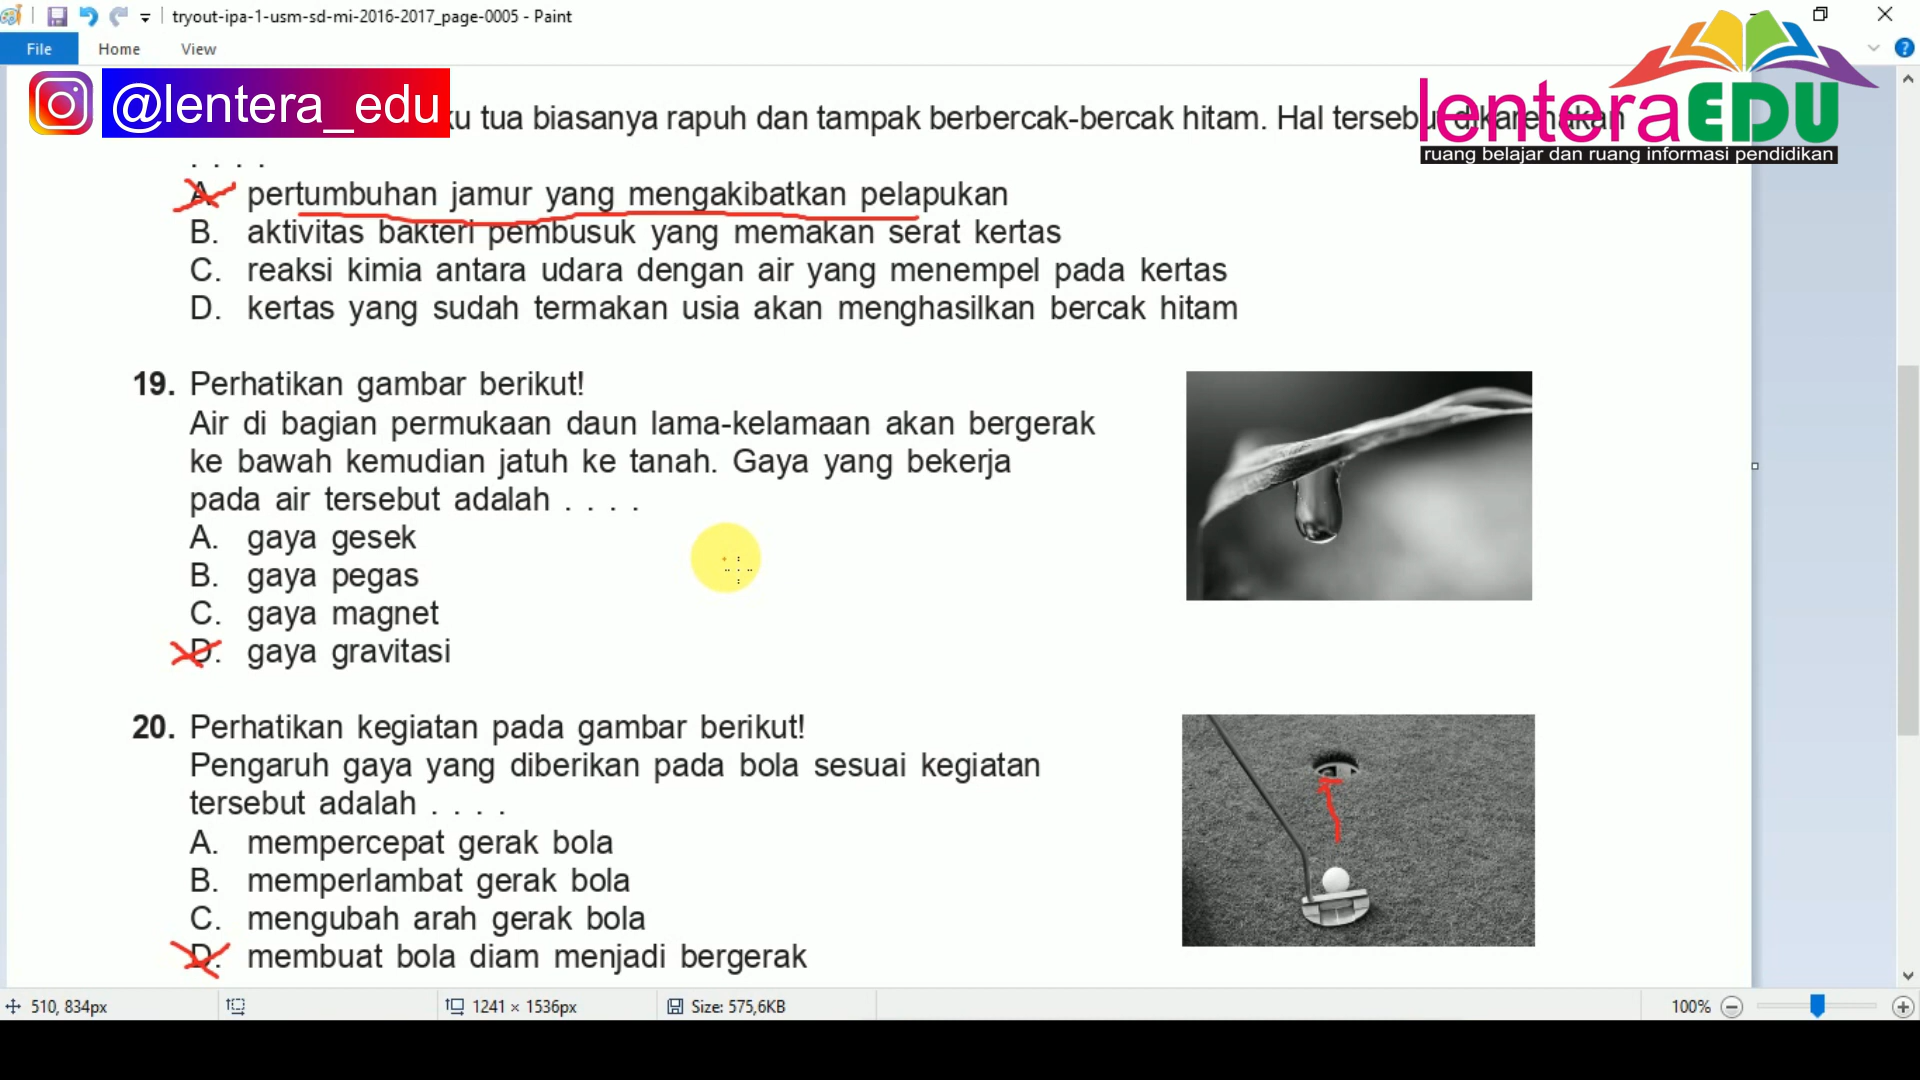 tryout-ipa-1-usm-sd-mi-2016-2017_page-0005 - Paint
File Home View
@lentera_edu
lenteraEDU
ruang belajar dan ruang informasi pendidikan
tua biasanya rapuh dan tampak berbercak-bercak hitam. Hal tersebut dikarenakan
. . . .
A. pertumbuhan jamur yang mengakibatkan pelapukan
B. aktivitas bakteri pembusuk yang memakan serat kertas
C. reaksi kimia antara udara dengan air yang menempel pada kertas
D. kertas yang sudah termakan usia akan menghasilkan bercak hitam
19. Perhatikan gambar berikut!
Air di bagian permukaan daun lama-kelamaan akan bergerak
ke bawah kemudian jatuh ke tanah. Gaya yang bekerja
pada air tersebut adalah . . . .
A. gaya gesek
B. gaya pegas
C. gaya magnet
D. gaya gravitasi
20. Perhatikan kegiatan pada gambar berikut!
Pengaruh gaya yang diberikan pada bola sesuai kegiatan
tersebut adalah . . . .
A. mempercepat gerak bola
B. memperlambat gerak bola
C. mengubah arah gerak bola
D. membuat bola diam menjadi bergerak
510, 834px
1241 × 1536px
Size: 575,6KB
100%